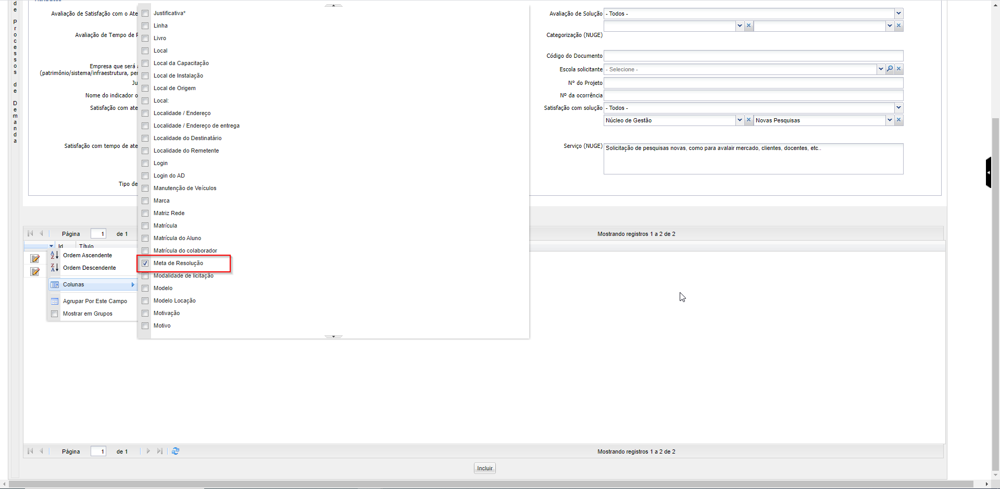 de Processos de Demanda
Avaliação de Satisfação com o Ate
Avaliação de Tempo de R
Empresa que será a
(patrimônio/sistema/infraestrutura, per
Ju
Nome do indicador o
Satisfação com ate
Satisfação com tempo de ate
Tipo de
Justificativa*
Linha
Livro
Local
Local da Capacitação
Local de Instalação
Local de Origem
Local:
Localidade / Endereço
Localidade / Endereço de entrega
Localidade do Destinatário
Localidade do Remetente
Login
Login do AD
Manutenção de Veículos
Marca
Matriz Rede
Matrícula
Matrícula do Aluno
Matrícula do colaborador
Meta de Resolução
Modalidade de licitação
Modelo
Modelo Locação
Motivação
Motivo
Avaliação de Solução - Todos -
Categorização (NUGE)
Código do Documento
Escola solicitante - Selecione -
Nº do Projeto
Nº da ocorrência
Satisfação com solução - Todos -
Núcleo de Gestão Novas Pesquisas
Serviço (NUGE) Solicitação de pesquisas novas, como para avalair mercado, clientes, docentes, etc..
Página 1 de 1 Mostrando registros 1 a 2 de 2
Id Título
Ordem Ascendente
Ordem Descendente
Colunas
Agrupar Por Este Campo
Mostrar em Grupos
Página 1 de 1 Mostrando registros 1 a 2 de 2
Incluir